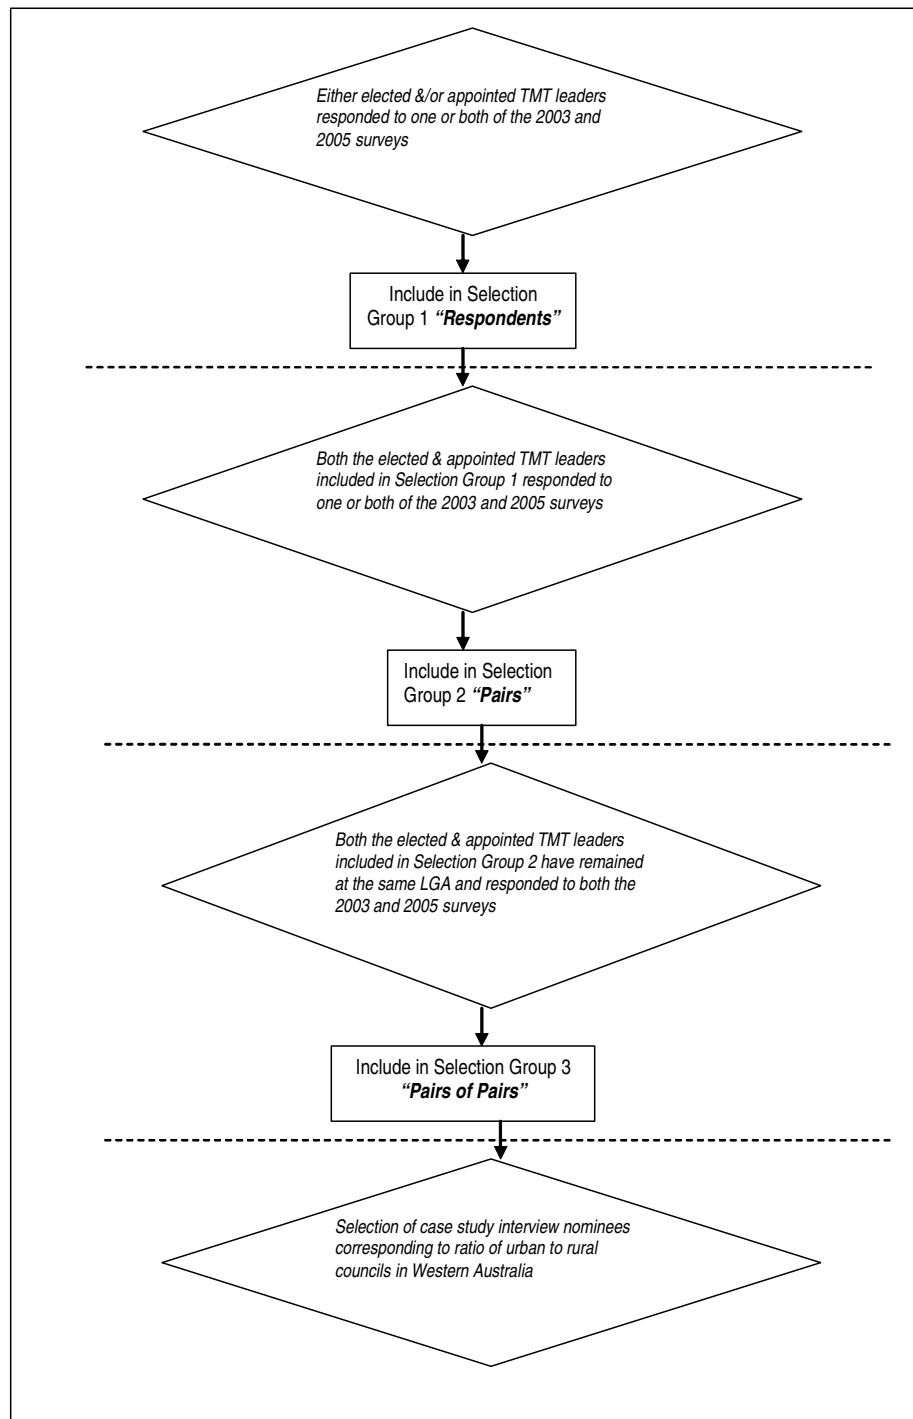 Either elected &/or appointed TMT leaders
responded to one or both of the 2003 and
2005 surveys
Include in Selection
Group 1 “Respondents”
Both the elected & appointed TMT leaders
included in Selection Group 1 responded to
one or both of the 2003 and 2005 surveys
Include in Selection
Group 2 “Pairs”
Both the elected & appointed TMT leaders
included in Selection Group 2 have remained
at the same LGA and responded to both the
2003 and 2005 surveys
Include in Selection Group 3
“Pairs of Pairs”
Selection of case study interview nominees
corresponding to ratio of urban to rural
councils in Western Australia